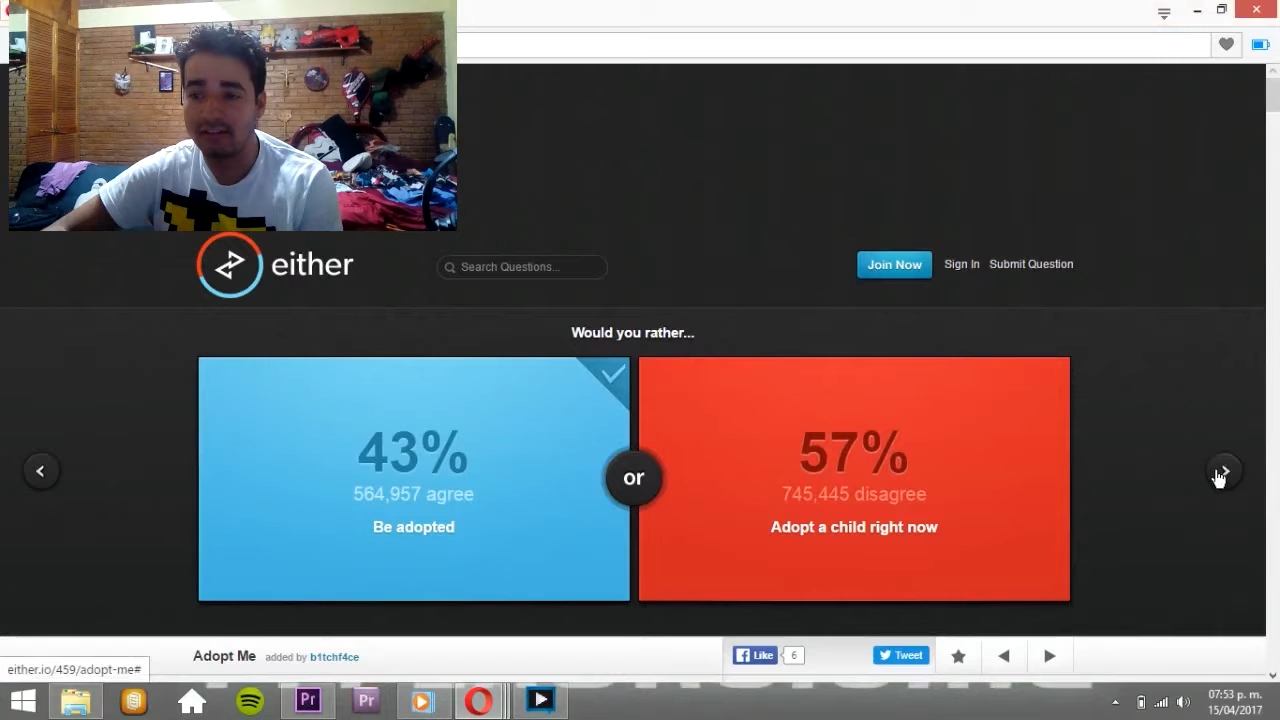 either
Search Questions...
Join Now
Sign In
Submit Question
Would you rather...
43%
564,957 agree
Be adopted
or
57%
745,445 disagree
Adopt a child right now
Adopt Me added by b1tchf4ce
Like
6
Tweet
either.io/459/adopt-me#
Pr
Pr
07:53 p. m.
15/04/2017